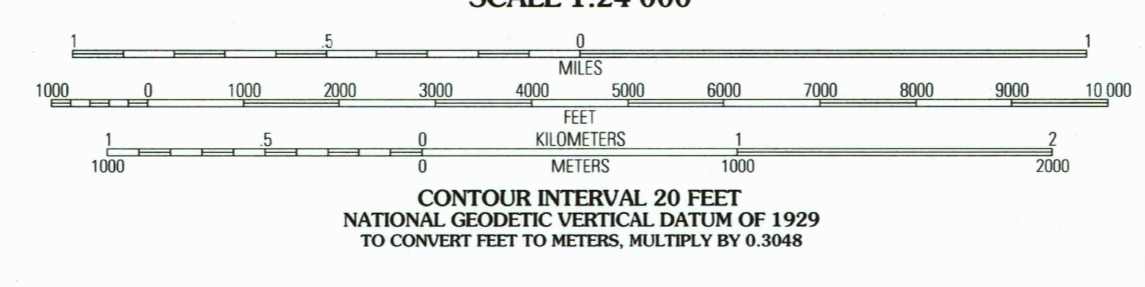 SCALE 1:24 000
1 .5 0 1
MILES
1000 0 1000 2000 3000 4000 5000 6000 7000 8000 9000 10 000
FEET
1 .5 0 KILOMETERS 1 2
1000 0 METERS 1000 2000
CONTOUR INTERVAL 20 FEET
NATIONAL GEODETIC VERTICAL DATUM OF 1929
TO CONVERT FEET TO METERS, MULTIPLY BY 0.3048